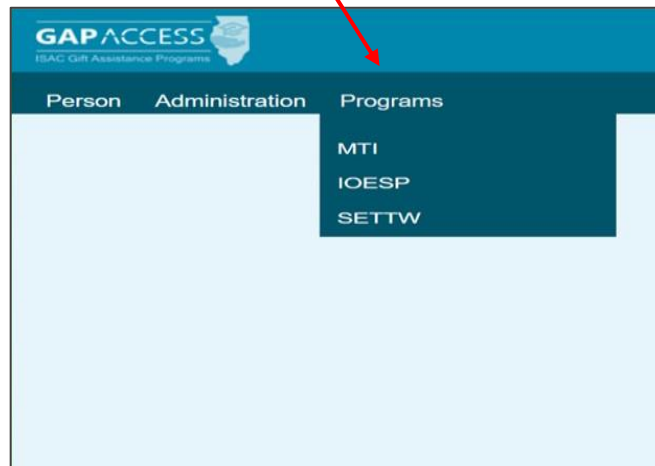 GAP ACCESS
ISAC Gift Assistance Programs
Person Administration Programs
MTI
IOESP
SETTW